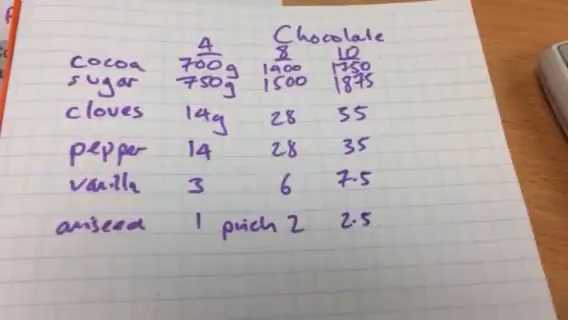 Chocolate
4 8 10
cocoa 700g 1400 1750
sugar 750g 1500 1875
cloves 14g 28 35
pepper 14 28 35
vanilla 3 6 7.5
aniseed 1 pinch 2 2.5